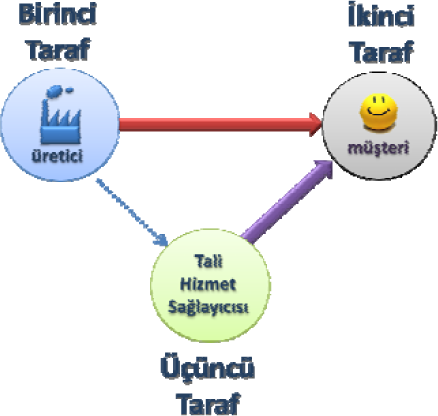 Birinci
Taraf
İkinci
Taraf
üretici
müşteri
Tali
Hizmet
Sağlayıcısı
Üçüncü
Taraf